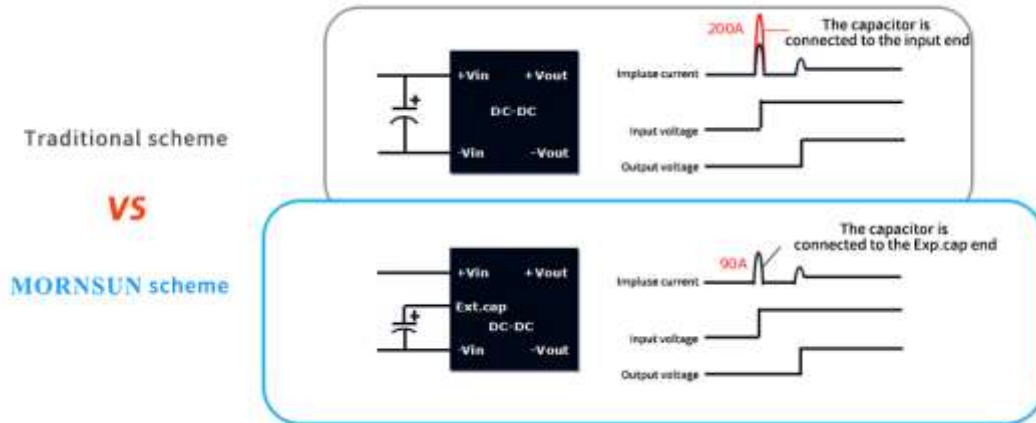 200A
The capacitor is
connected to the input end
Impluse current
+Vin +Vout
DC-DC
Input voltage
Traditional scheme
-Vin -Vout
Output voltage
VS
The capacitor is
connected to the Exp.cap end
90A
+Vin +Vout
Impluse current
MORNSUN scheme
Ext.cap
DC-DC
Input voltage
-Vin -Vout
Output voltage